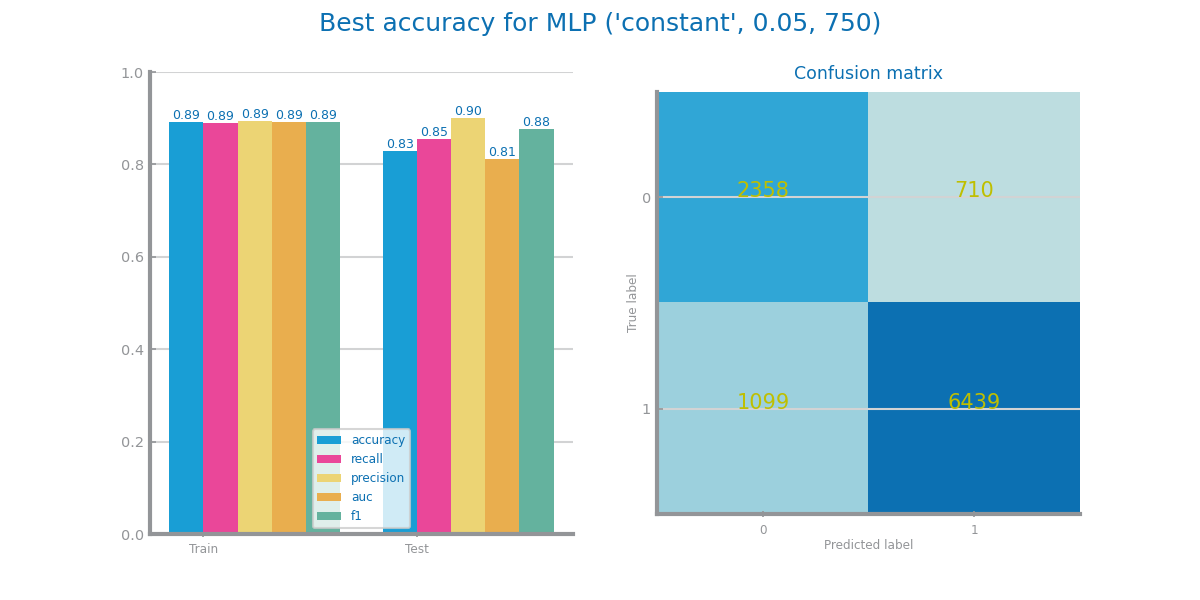 Best accuracy for MLP ('constant', 0.05, 750)
1.0
0.8
0.6
0.4
0.2
0.0
0.89 0.89 0.89 0.89 0.89
0.83 0.85 0.90 0.81 0.88
accuracy
recall
precision
auc
f1
Train Test
Confusion matrix
True label
0
1
2358 710
1099 6439
0 1
Predicted label